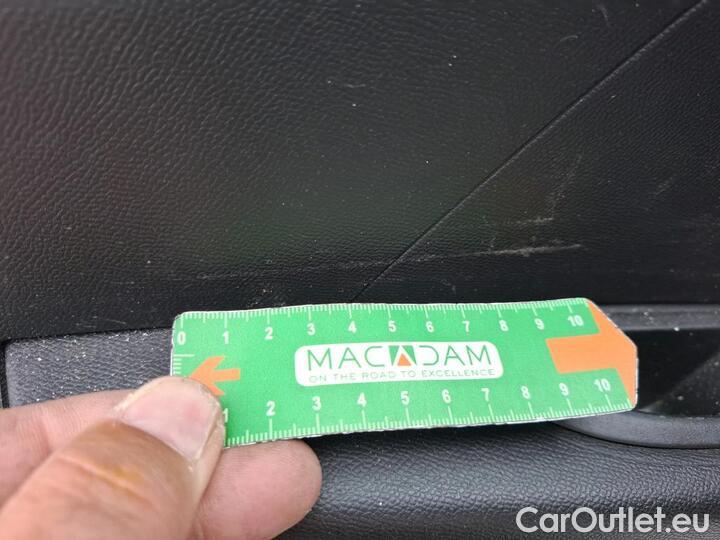 0 1 2 3 4 5 6 7 8 9 10
MACADAM
ON THE ROAD TO EXCELLENCE
1 2 3 4 5 6 7 8 9 10
CarOutlet.eu